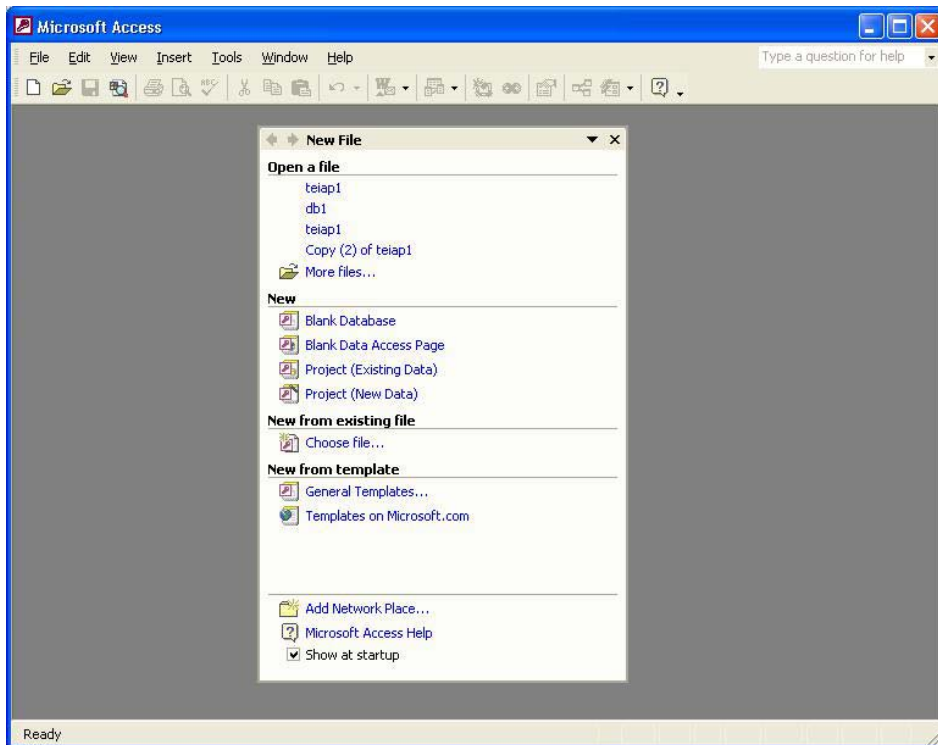 Microsoft Access
File Edit View Insert Tools Window Help Type a question for help
New File
Open a file
teiap1
db1
teiap1
Copy (2) of teiap1
More files...
New
Blank Database
Blank Data Access Page
Project (Existing Data)
Project (New Data)
New from existing file
Choose file...
New from template
General Templates...
Templates on Microsoft.com
Add Network Place...
Microsoft Access Help
Show at startup
Ready